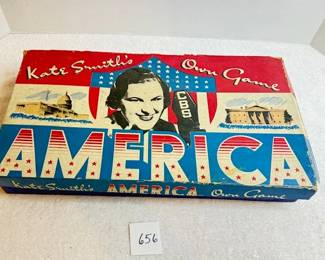 Kate Smith's Own Game
CBS
AMERICA
Kate Smith's AMERICA Own Game
656